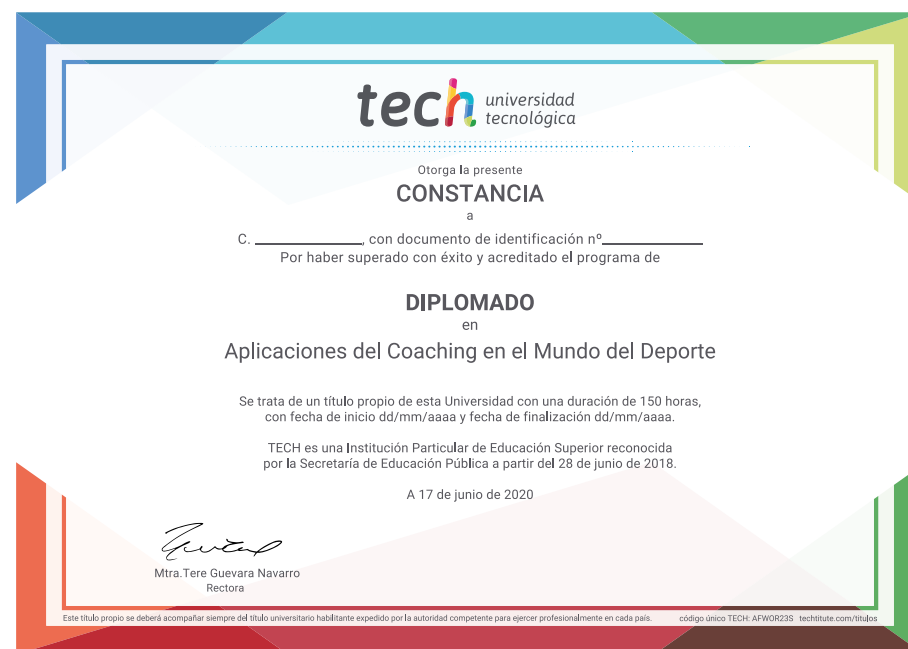 tech universidad
tecnológica
Otorga la presente
CONSTANCIA
a
C. ____________, con documento de identificación nº____________
Por haber superado con éxito y acreditado el programa de
DIPLOMADO
en
Aplicaciones del Coaching en el Mundo del Deporte
Se trata de un título propio de esta Universidad con una duración de 150 horas,
con fecha de inicio dd/mm/aaaa y fecha de finalización dd/mm/aaaa.
TECH es una Institución Particular de Educación Superior reconocida
por la Secretaría de Educación Pública a partir del 28 de junio de 2018.
A 17 de junio de 2020
Mtra.Tere Guevara Navarro
Rectora
Este título propio se deberá acompañar siempre del título universitario habilitante expedido por la autoridad competente para ejercer profesionalmente en cada país. código único TECH: AFWOR23S techtitute.com/titulos